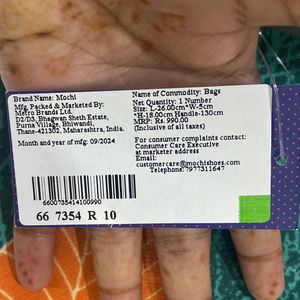 Brand Name: Mochi
Mfg, Packed & Marketed By:
Metro Brands Ltd.
D2/D3, Bhagwan Sheth Estate,
Purna Village, Bhiwandi,
Thane-421302, Maharashtra, India.
Month and year of mfg: 09/2024
Name of Commodity: Bags
Net Quantity: 1 Number
Size: L-26.00cm*W-5cm
*H-18.00cm Handle-130cm
MRP: Rs. 990.00
(Inclusive of all taxes)
For consumer complaints contact:
Consumer Care Executive
at marketer address
Email:
customercare@mochishoes.com
Telephone:7977311647
6600735414100990
66 7354 R 10